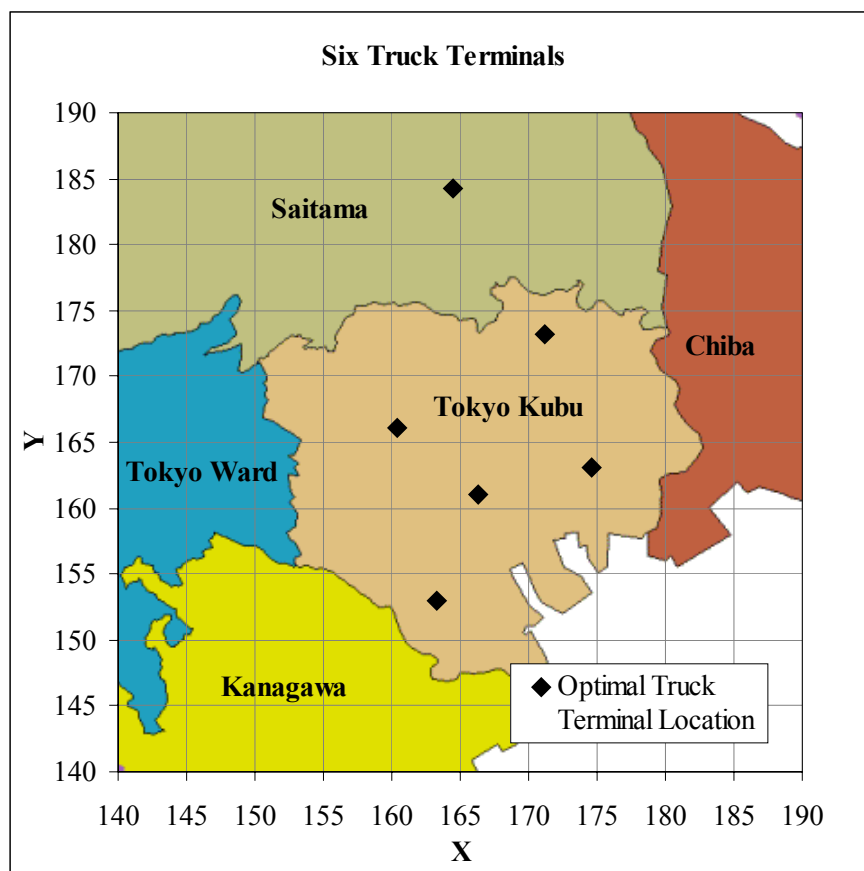 Six Truck Terminals
190
185
Saitama
180
175
Chiba
170
Tokyo Kubu
Y
165
Tokyo Ward
160
155
150
Kanagawa
Optimal Truck
Terminal Location
145
140
140 145 150 155 160 165 170 175 180 185 190
X